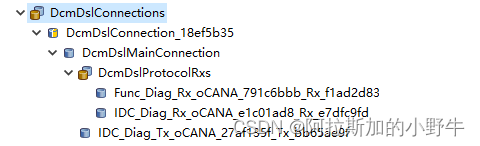 DcmDslConnections
DcmDslConnection_18ef5b35
DcmDslMainConnection
DcmDslProtocolRxs
Func_Diag_Rx_oCANA_791c6bbb_Rx_f1ad2d83
IDC_Diag_Rx_oCANA_e1c01ad8_Rx_e7dfc9fd
IDC_Diag_Tx_oCANA_27af135f_Tx_bb65ae9f
CSDN @阿拉斯加的小野牛